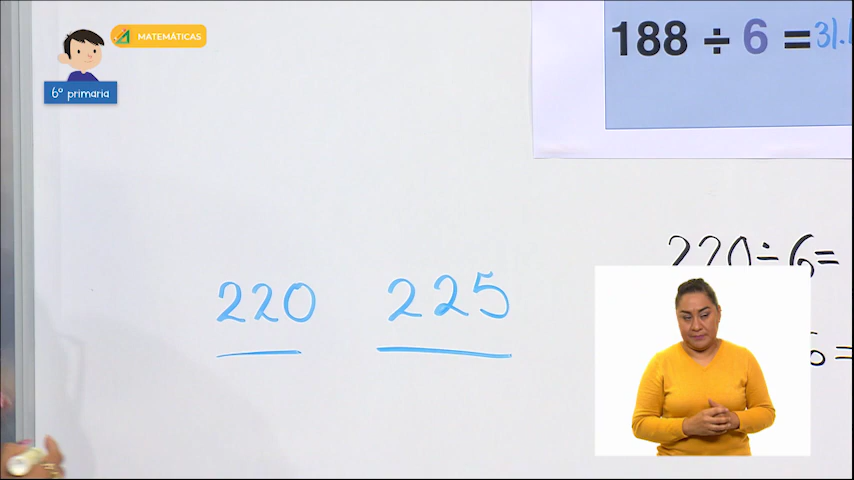 MATEMÁTICAS
6º primaria
188 ÷ 6 =
220÷6=
220 225